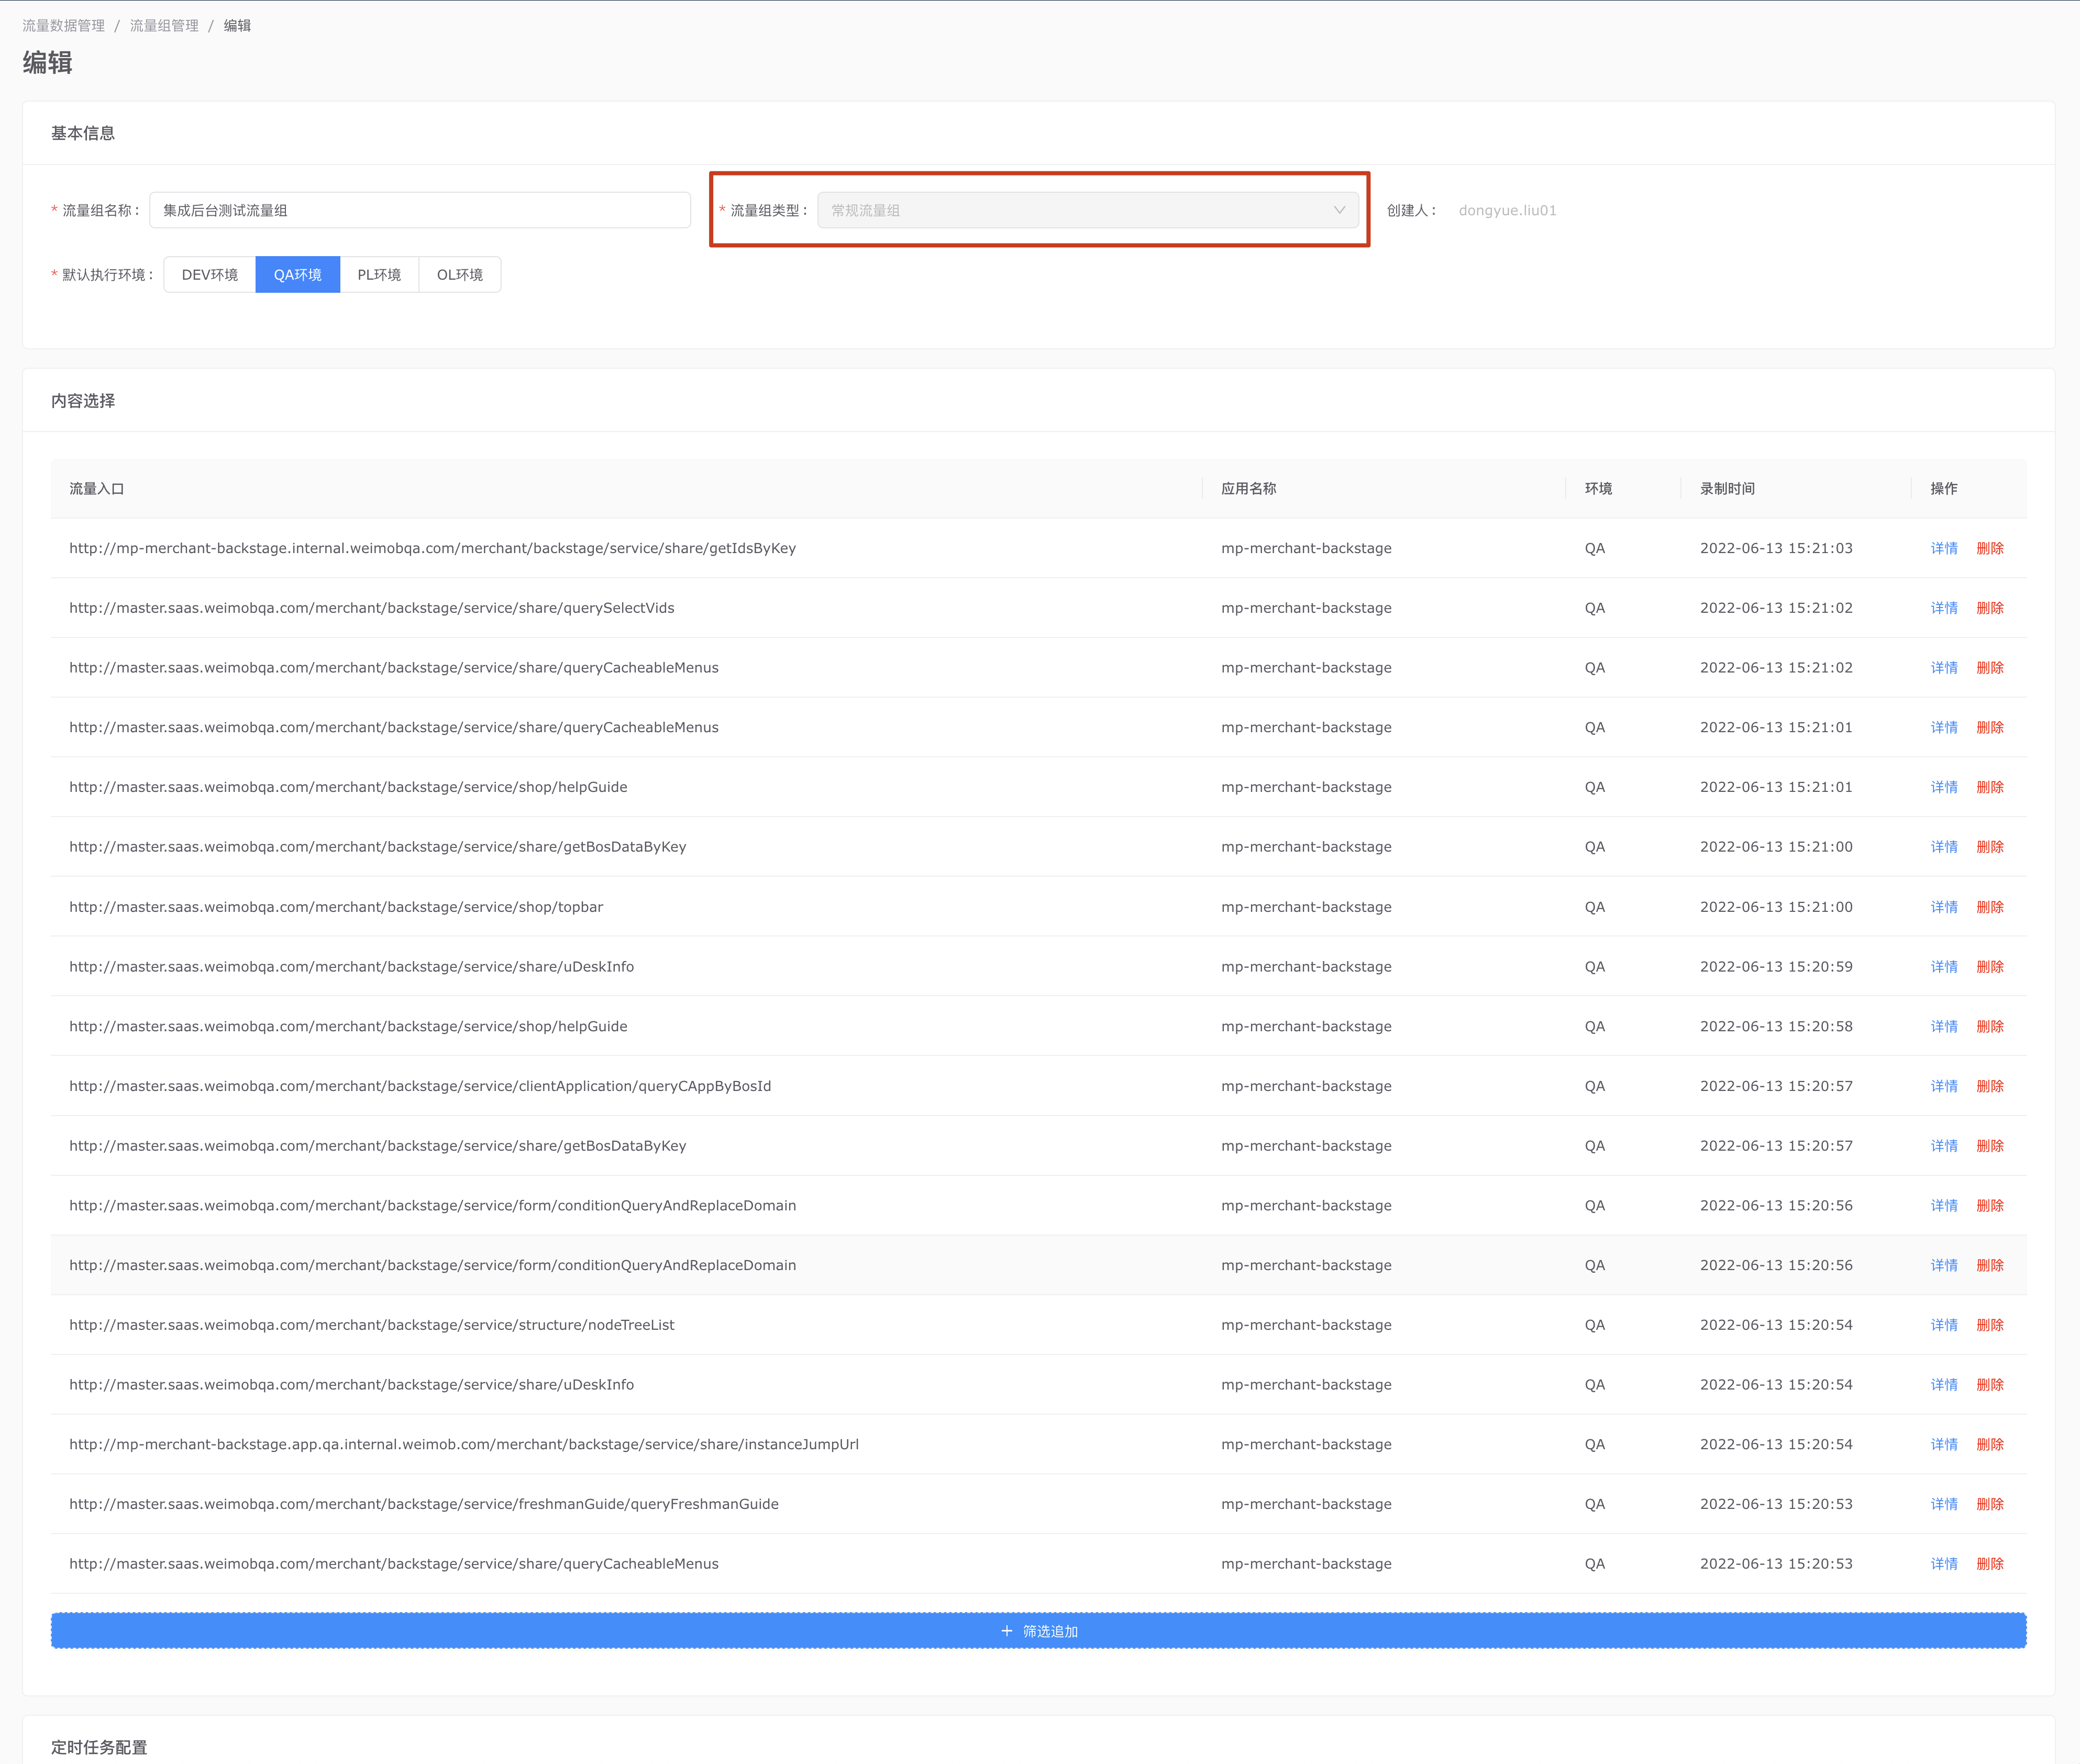 流量数据管理 / 流量组管理 / 编辑
编辑
基本信息
* 流量组名称： 集成后台测试流量组 * 流量组类型： 常规流量组 创建人： dongyue.liu01
* 默认执行环境： DEV环境 QA环境 PL环境 OL环境
内容选择
流量入口 应用名称 环境 录制时间 操作
http://mp-merchant-backstage.internal.weimobqa.com/merchant/backstage/service/share/getIdsByKey mp-merchant-backstage QA 2022-06-13 15:21:03 详情 删除
http://master.saas.weimobqa.com/merchant/backstage/service/share/querySelectVids mp-merchant-backstage QA 2022-06-13 15:21:02 详情 删除
http://master.saas.weimobqa.com/merchant/backstage/service/share/queryCacheableMenus mp-merchant-backstage QA 2022-06-13 15:21:02 详情 删除
http://master.saas.weimobqa.com/merchant/backstage/service/share/queryCacheableMenus mp-merchant-backstage QA 2022-06-13 15:21:01 详情 删除
http://master.saas.weimobqa.com/merchant/backstage/service/shop/helpGuide mp-merchant-backstage QA 2022-06-13 15:21:01 详情 删除
http://master.saas.weimobqa.com/merchant/backstage/service/share/getBosDataByKey mp-merchant-backstage QA 2022-06-13 15:21:00 详情 删除
http://master.saas.weimobqa.com/merchant/backstage/service/shop/topbar mp-merchant-backstage QA 2022-06-13 15:21:00 详情 删除
http://master.saas.weimobqa.com/merchant/backstage/service/share/uDeskInfo mp-merchant-backstage QA 2022-06-13 15:20:59 详情 删除
http://master.saas.weimobqa.com/merchant/backstage/service/shop/helpGuide mp-merchant-backstage QA 2022-06-13 15:20:58 详情 删除
http://master.saas.weimobqa.com/merchant/backstage/service/clientApplication/queryCAppByBosId mp-merchant-backstage QA 2022-06-13 15:20:57 详情 删除
http://master.saas.weimobqa.com/merchant/backstage/service/share/getBosDataByKey mp-merchant-backstage QA 2022-06-13 15:20:57 详情 删除
http://master.saas.weimobqa.com/merchant/backstage/service/form/conditionQueryAndReplaceDomain mp-merchant-backstage QA 2022-06-13 15:20:56 详情 删除
http://master.saas.weimobqa.com/merchant/backstage/service/form/conditionQueryAndReplaceDomain mp-merchant-backstage QA 2022-06-13 15:20:56 详情 删除
http://master.saas.weimobqa.com/merchant/backstage/service/structure/nodeTreeList mp-merchant-backstage QA 2022-06-13 15:20:54 详情 删除
http://master.saas.weimobqa.com/merchant/backstage/service/share/uDeskInfo mp-merchant-backstage QA 2022-06-13 15:20:54 详情 删除
http://mp-merchant-backstage.app.qa.internal.weimob.com/merchant/backstage/service/share/instanceJumpUrl mp-merchant-backstage QA 2022-06-13 15:20:54 详情 删除
http://master.saas.weimobqa.com/merchant/backstage/service/freshmanGuide/queryFreshmanGuide mp-merchant-backstage QA 2022-06-13 15:20:53 详情 删除
http://master.saas.weimobqa.com/merchant/backstage/service/share/queryCacheableMenus mp-merchant-backstage QA 2022-06-13 15:20:53 详情 删除
+ 筛选追加
定时任务配置